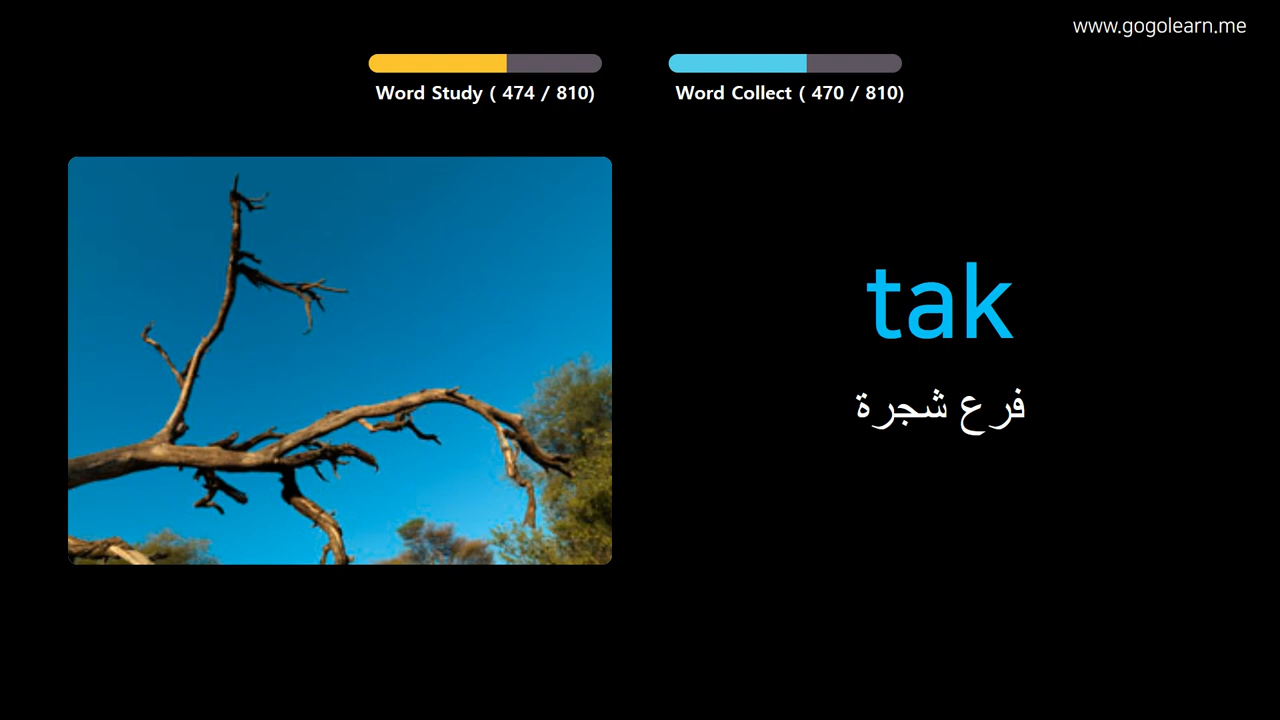 www.gogolearn.me
Word Study ( 474 / 810)
Word Collect ( 470 / 810)
tak
فرع شجرة